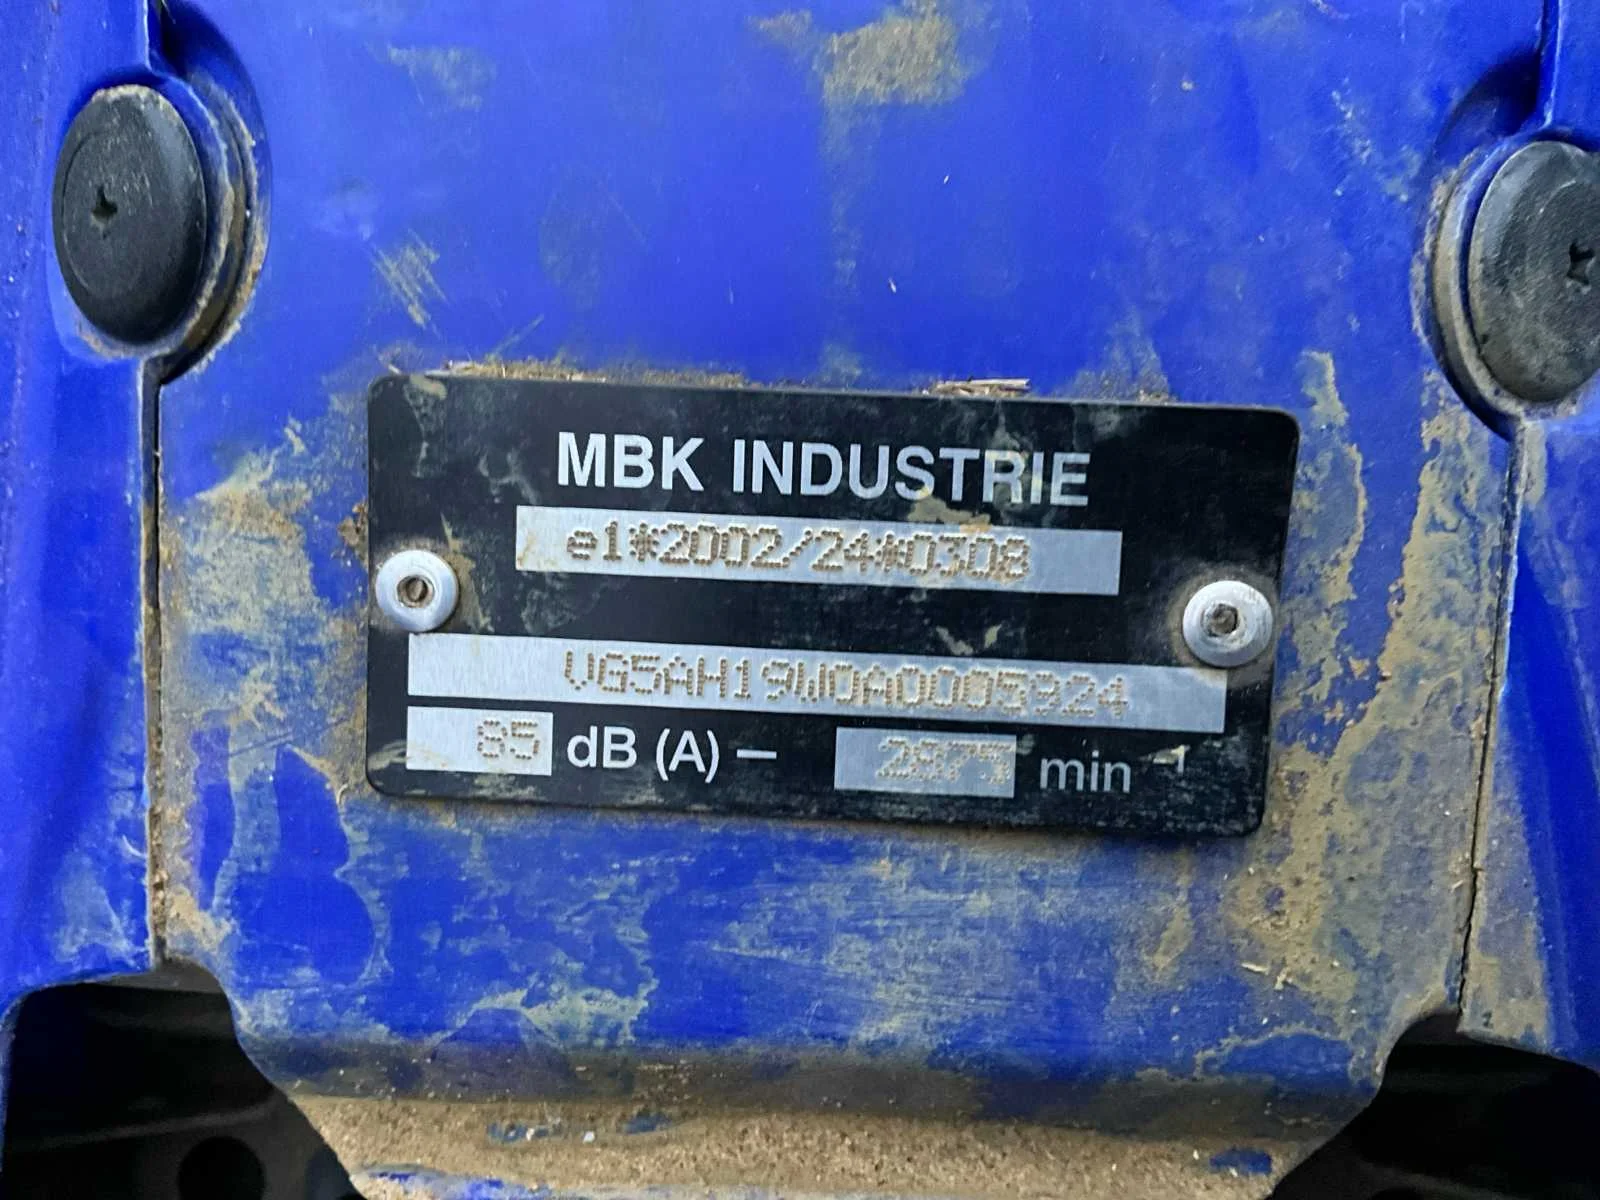 MBK INDUSTRIE
e1*2002/24*0308
VG5AH19W0A0005924
85 dB (A) – 2875 min -1